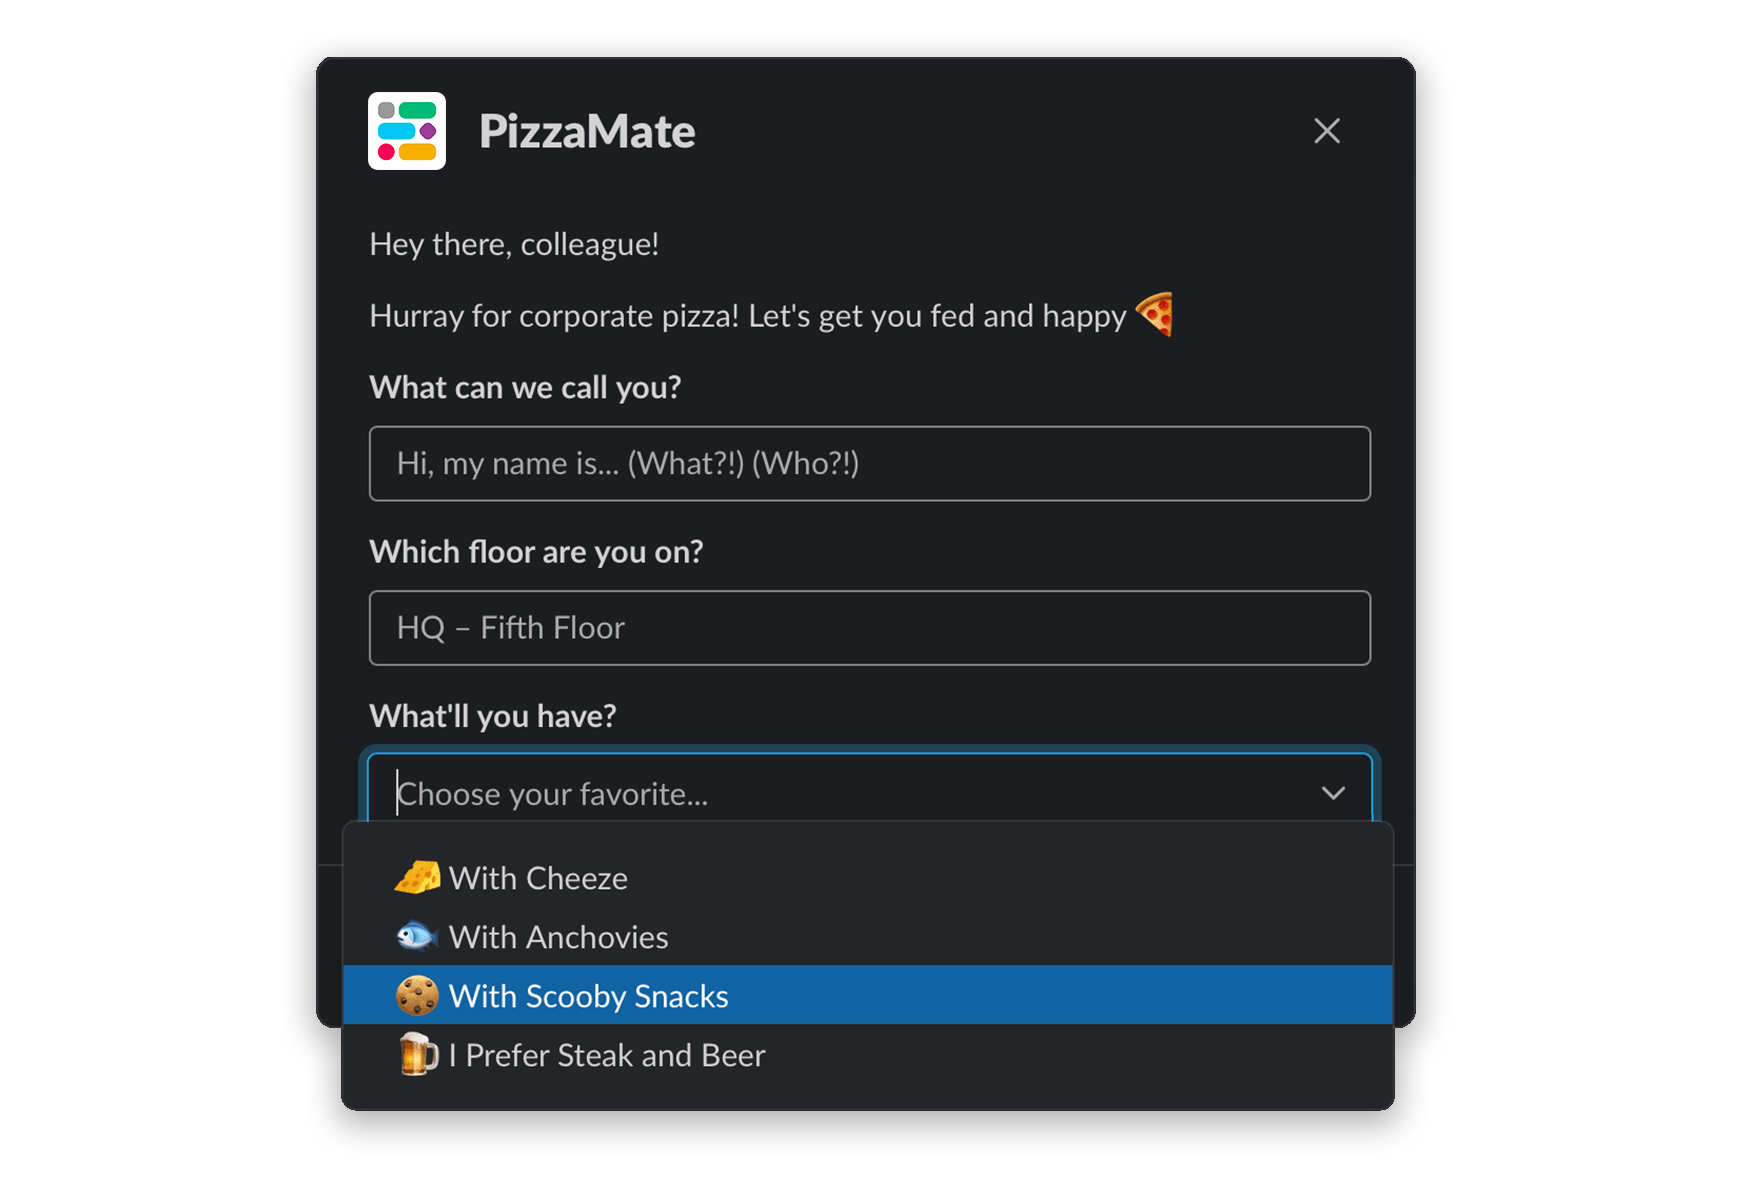 PizzaMate
Hey there, colleague!
Hurray for corporate pizza! Let's get you fed and happy 🍕
What can we call you?
Hi, my name is... (What?!) (Who?!)
Which floor are you on?
HQ – Fifth Floor
What'll you have?
Choose your favorite...
🧀 With Cheeze
🐟 With Anchovies
🍪 With Scooby Snacks
🍺 I Prefer Steak and Beer